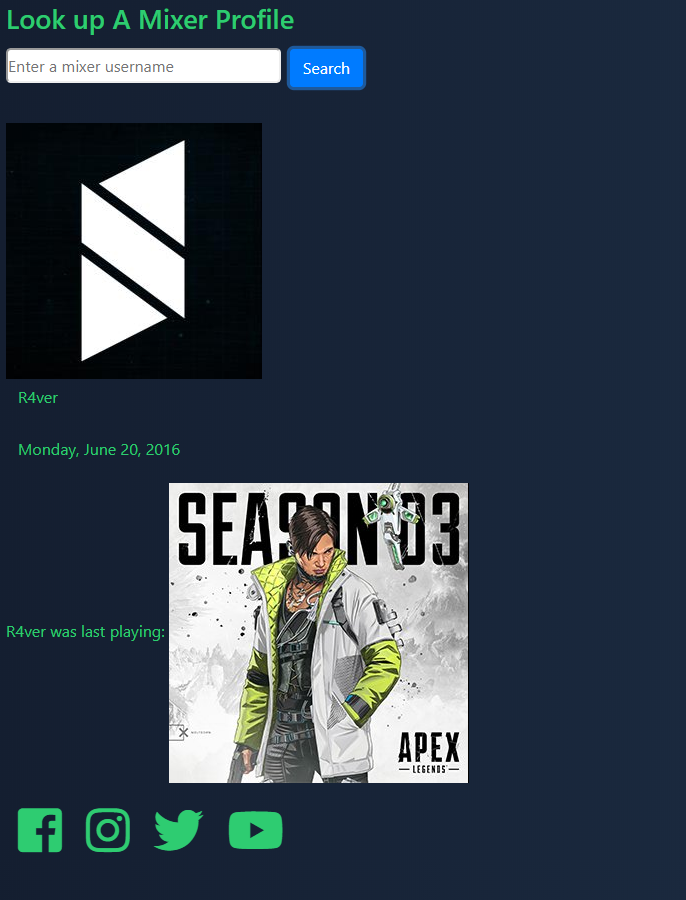 Look up A Mixer Profile
Enter a mixer username
Search
R4ver
Monday, June 20, 2016
SEASON 03
R4ver was last playing:
APEX
LEGENDS